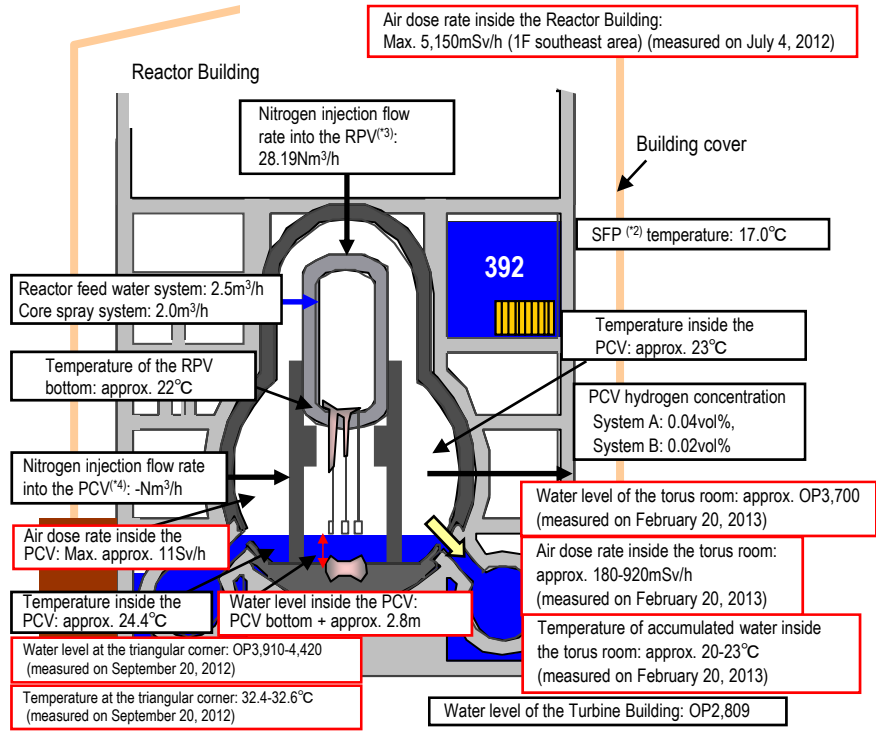 Air dose rate inside the Reactor Building:
Max. 5,150mSv/h (1F southeast area) (measured on July 4, 2012)
Reactor Building
Nitrogen injection flow
rate into the RPV(*3):
28.19Nm3/h
Building cover
SFP (*2) temperature: 17.0℃
392
Reactor feed water system: 2.5m3/h
Core spray system: 2.0m3/h
Temperature inside the
PCV: approx. 23℃
Temperature of the RPV
bottom: approx. 22℃
PCV hydrogen concentration
System A: 0.04vol%,
System B: 0.02vol%
Nitrogen injection flow rate
into the PCV(*4): -Nm3/h
Water level of the torus room: approx. OP3,700
(measured on February 20, 2013)
Air dose rate inside the
PCV: Max. approx. 11Sv/h
Air dose rate inside the torus room:
approx. 180-920mSv/h
(measured on February 20, 2013)
Temperature inside the
PCV: approx. 24.4℃
Water level inside the PCV:
PCV bottom + approx. 2.8m
Temperature of accumulated water inside
the torus room: approx. 20-23℃
(measured on February 20, 2013)
Water level at the triangular corner: OP3,910-4,420
(measured on September 20, 2012)
Temperature at the triangular corner: 32.4-32.6℃
(measured on September 20, 2012)
Water level of the Turbine Building: OP2,809